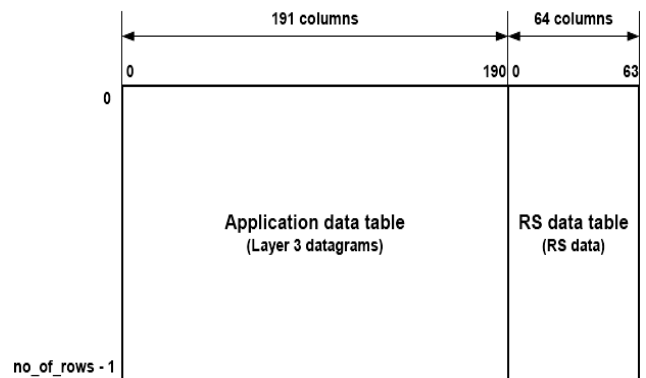 191 columns 64 columns
0 190 0 63
0
Application data table RS data table
(Layer 3 datagrams) (RS data)
no_of_rows - 1